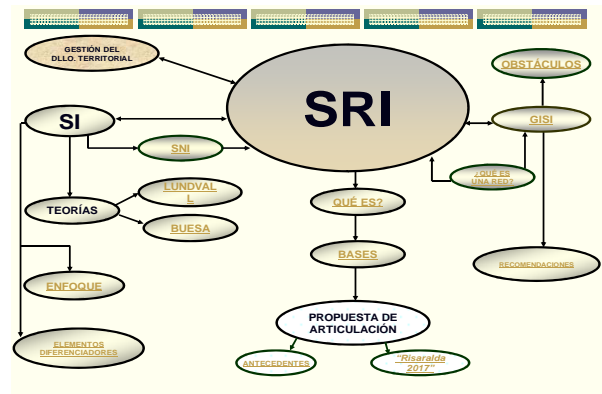 GESTIÓN DEL
DLLO. TERRITORIAL
SRI
OBSTÁCULOS
SI
GISI
SNI
¿QUÉ ES
UNA RED?
LUNDVAL
L
TEORÍAS
QUÉ ES?
BUESA
BASES
RECOMENDACIONES
ENFOQUE
PROPUESTA DE
ARTICULACIÓN
ELEMENTOS
DIFERENCIADORES
ANTECEDENTES
“Risaralda
2017”